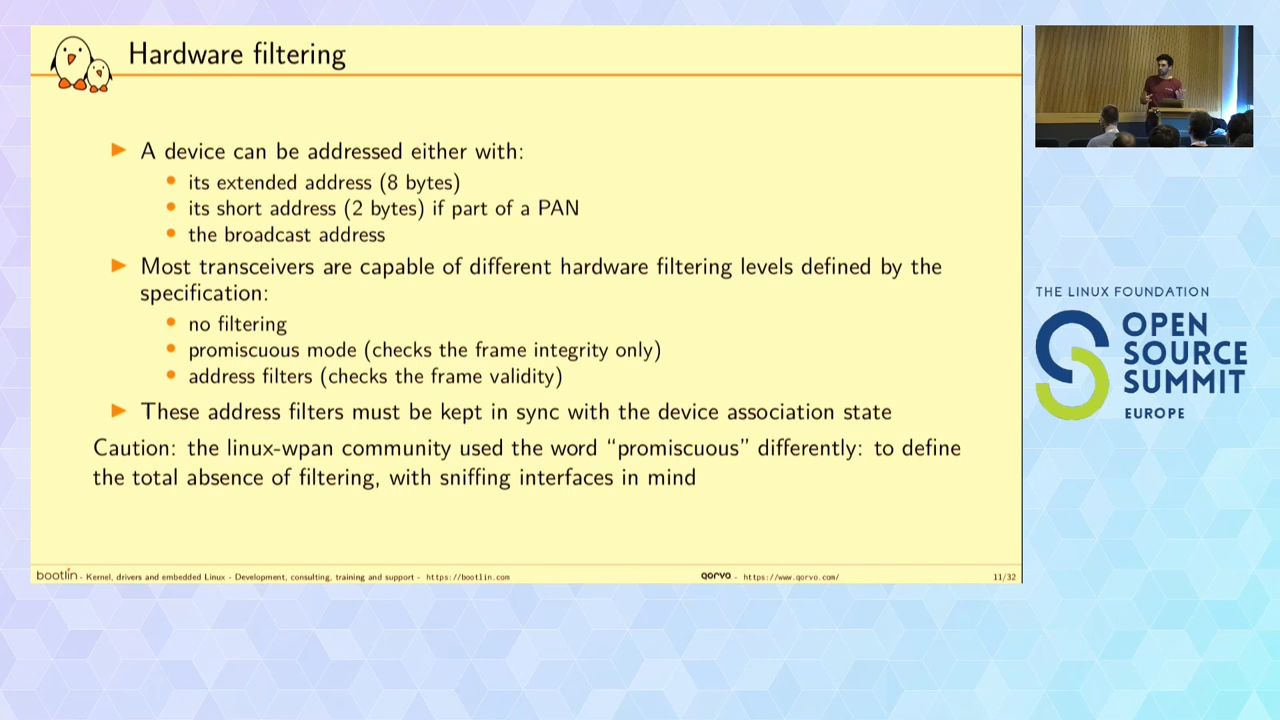 Hardware filtering
A device can be addressed either with:
its extended address (8 bytes)
its short address (2 bytes) if part of a PAN
the broadcast address
Most transceivers are capable of different hardware filtering levels defined by the
specification:
no filtering
promiscuous mode (checks the frame integrity only)
address filters (checks the frame validity)
These address filters must be kept in sync with the device association state
Caution: the linux-wpan community used the word “promiscuous” differently: to define
the total absence of filtering, with sniffing interfaces in mind
bootlin - Kernel, drivers and embedded Linux - Development, consulting, training and support - https://bootlin.com
qorvo - https://www.qorvo.com/
11/32
THE LINUX FOUNDATION
OPEN
SOURCE
SUMMIT
EUROPE